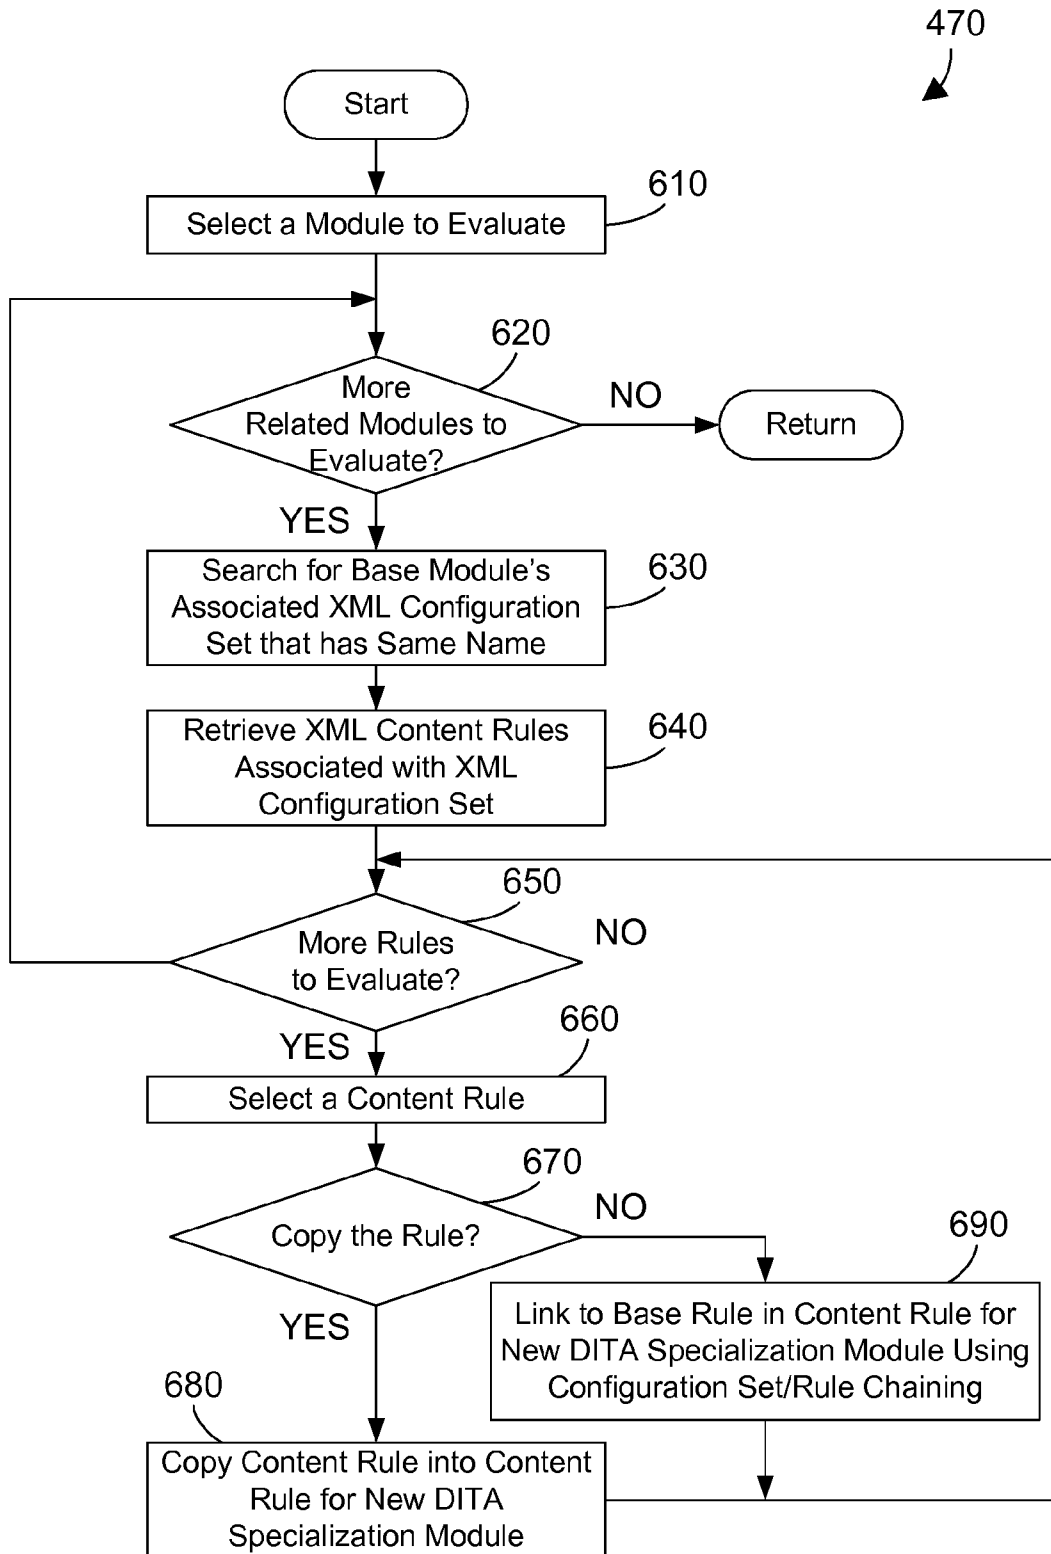 470
Start
610
Select a Module to Evaluate
620
More
Related Modules to
Evaluate?
NO
Return
YES
630
Search for Base Module's
Associated XML Configuration
Set that has Same Name
640
Retrieve XML Content Rules
Associated with XML
Configuration Set
650
More Rules
to Evaluate?
NO
YES
660
Select a Content Rule
670
Copy the Rule?
NO
690
Link to Base Rule in Content Rule for
New DITA Specialization Module Using
Configuration Set/Rule Chaining
YES
680
Copy Content Rule into Content
Rule for New DITA
Specialization Module